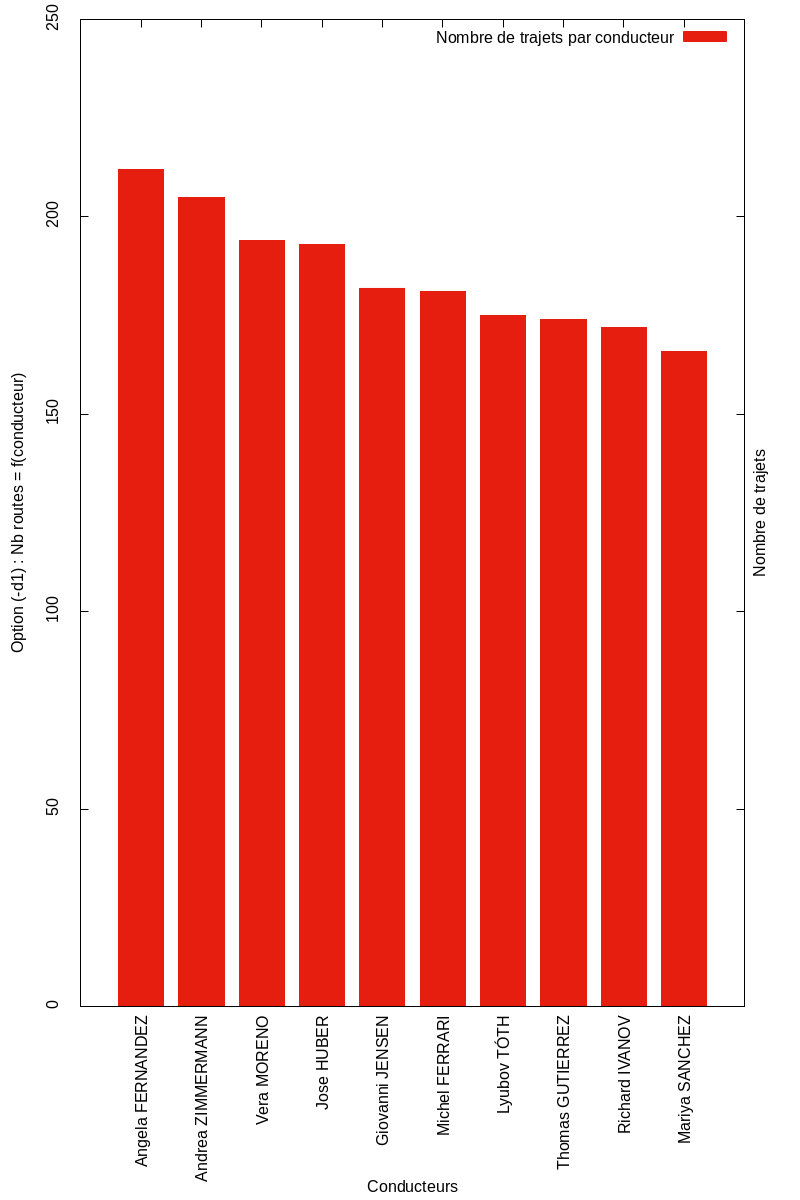 Nombre de trajets par conducteur
250
200
150
100
50
0
Option (-d1) : Nb routes = f(conducteur)
Nombre de trajets
Angela FERNANDEZ
Andrea ZIMMERMANN
Vera MORENO
Jose HUBER
Giovanni JENSEN
Michel FERRARI
Lyubov TÓTH
Thomas GUTIERREZ
Richard IVANOV
Mariya SANCHEZ
Conducteurs